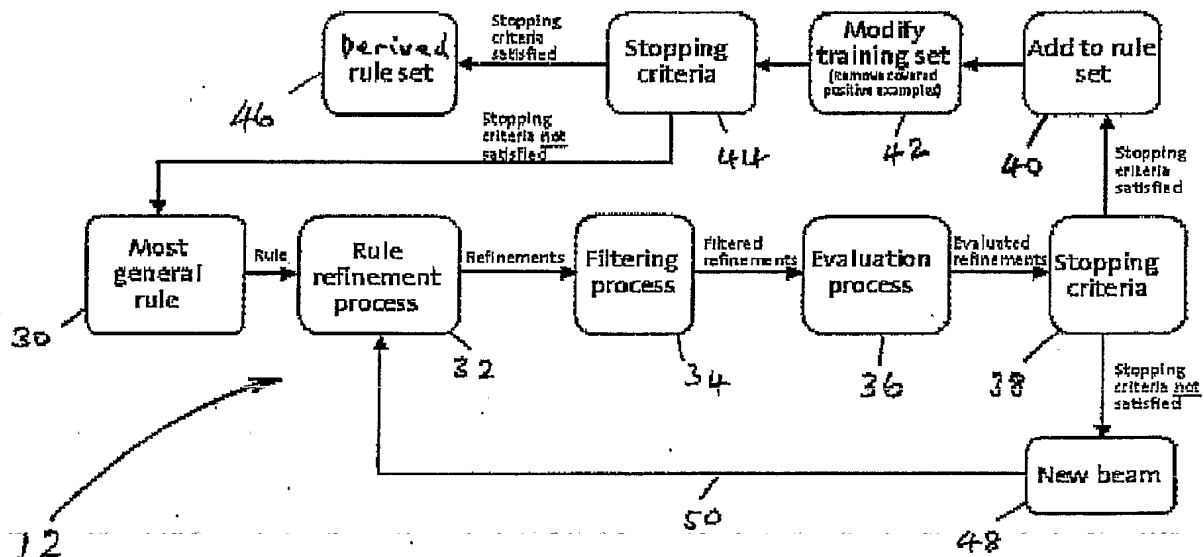 Derived
rule set
46
Stopping
criteria
satisfied
Stopping
criteria
44
Modify
training set
(remove covered
positive examples)
42
Add to rule
set
40
Stopping
criteria not
satisfied
Stopping
criteria
satisfied
Most
general
rule
30
Rule
Rule
refinement
process
32
Refinements
Filtering
process
34
Filtered
refinements
Evaluation
process
36
Evaluated
refinements
Stopping
criteria
38
Stopping
criteria not
satisfied
New beam
48
50
12